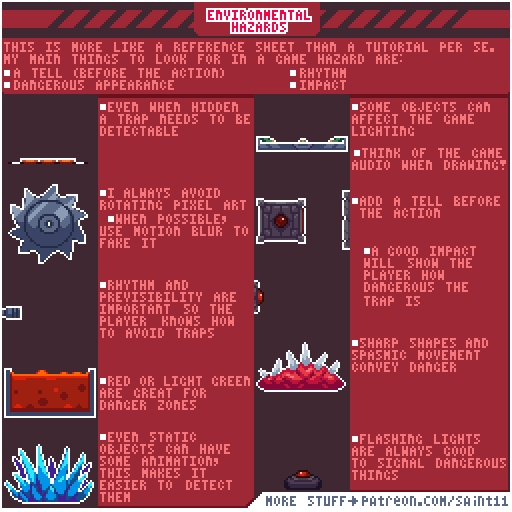 ENVIRONMENTAL
HAZARDS
THIS IS MORE LIKE A REFERENCE SHEET THAN A TUTORIAL PER SE.
MY MAIN THINGS TO LOOK FOR IN A GAME HAZARD ARE:
■A TELL (BEFORE THE ACTION)
■DANGEROUS APPEARANCE
■RHYTHM
■IMPACT
■EVEN WHEN HIDDEN
A TRAP NEEDS TO BE
DETECTABLE
■I ALWAYS AVOID
ROTATING PIXEL ART
■WHEN POSSIBLE,
USE MOTION BLUR TO
FAKE IT
■RHYTHM AND
PREVISIBILITY ARE
IMPORTANT SO THE
PLAYER KNOWS HOW
TO AVOID TRAPS
■RED OR LIGHT GREEN
ARE GREAT FOR
DANGER ZONES
■EVEN STATIC
OBJECTS CAN HAVE
SOME ANIMATION,
THIS MAKES IT
EASIER TO DETECT
THEM
■SOME OBJECTS CAN
AFFECT THE GAME
LIGHTING
■THINK OF THE GAME
AUDIO WHEN DRAWING?
■ADD A TELL BEFORE
THE ACTION
■A GOOD IMPACT
WILL SHOW THE
PLAYER HOW
DANGEROUS THE
TRAP IS
■SHARP SHAPES AND
SPASMIC MOVEMENT
CONVEY DANGER
■FLASHING LIGHTS
ARE ALWAYS GOOD
TO SIGNAL DANGEROUS
THINGS
MORE STUFF→PATREON.COM/SAINT11